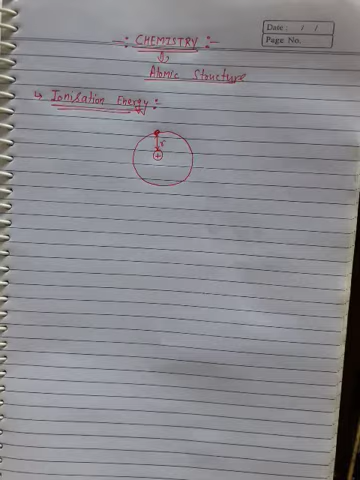 Date : / /
Page No.
-: CHEMISTRY :-
Atomic Structure
Ionisation Energy :-
r
+